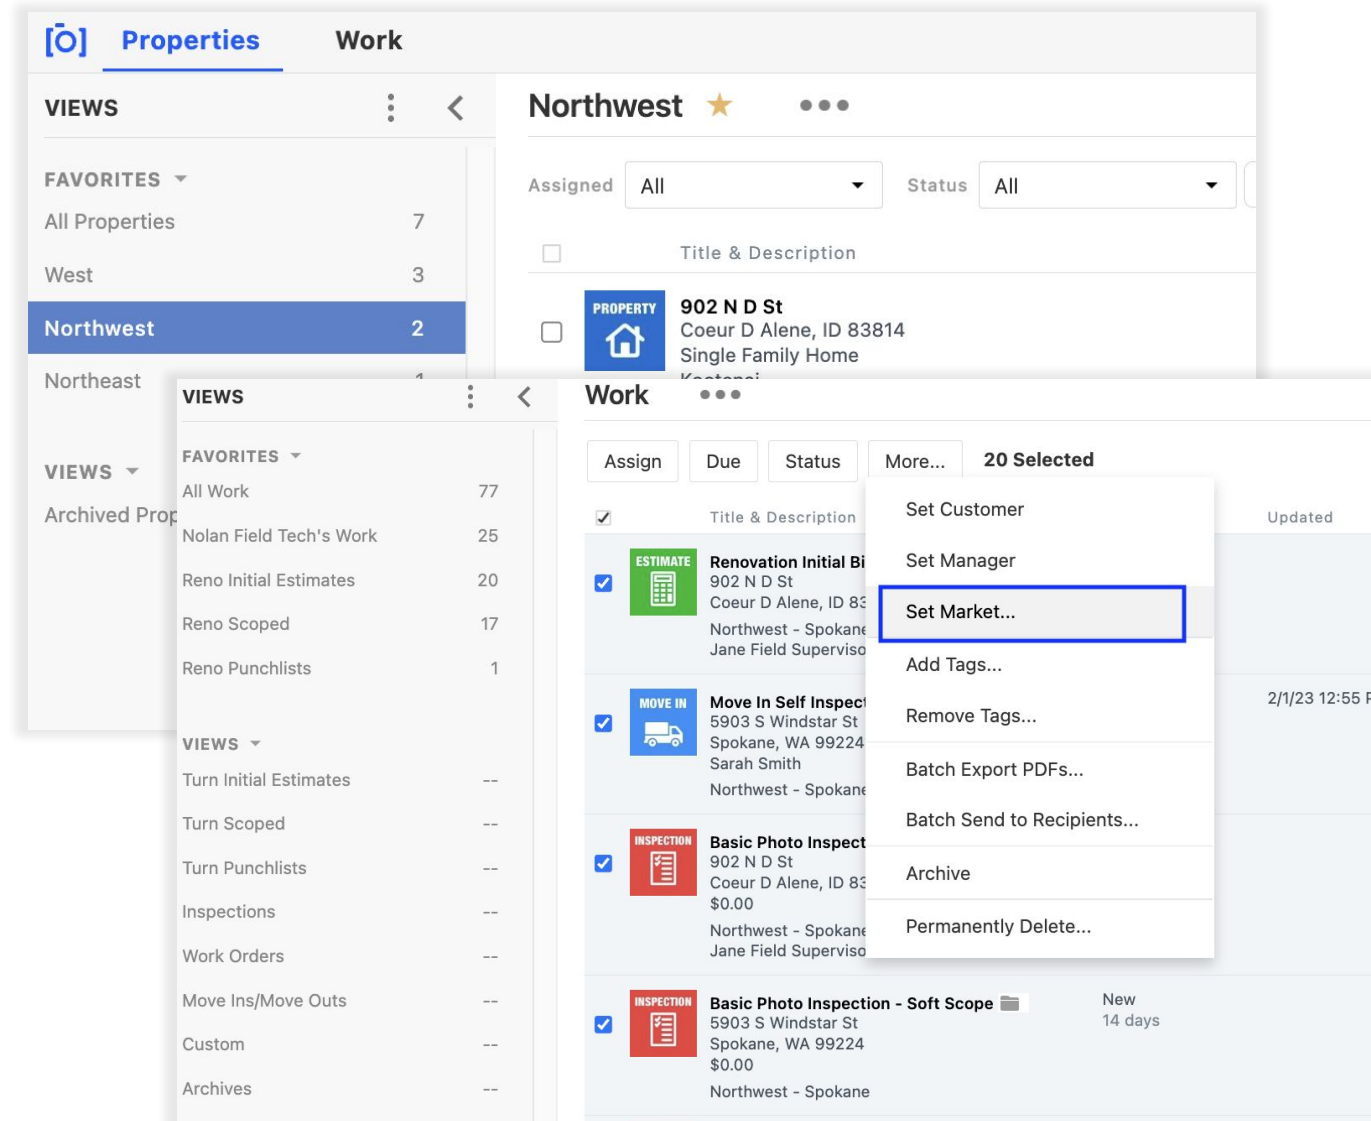 Properties
Work
VIEWS
FAVORITES
All Properties 7
West 3
Northwest 2
Northeast
VIEWS
Archived Prop
Northwest
Assigned All Status All
Title & Description
PROPERTY
902 N D St
Coeur D Alene, ID 83814
Single Family Home
Kootenai
VIEWS
FAVORITES
All Work 77
Nolan Field Tech's Work 25
Reno Initial Estimates 20
Reno Scoped 17
Reno Punchlists 1
VIEWS
Turn Initial Estimates --
Turn Scoped --
Turn Punchlists --
Inspections --
Work Orders --
Move Ins/Move Outs --
Custom --
Archives --
Work
Assign Due Status More... 20 Selected
Title & Description Updated
ESTIMATE
Renovation Initial Bi
902 N D St
Coeur D Alene, ID 83
Northwest - Spokane
Jane Field Superviso
MOVE IN
Move In Self Inspect
5903 S Windstar St
Spokane, WA 99224
Sarah Smith
Northwest - Spokane
2/1/23 12:55 P
INSPECTION
Basic Photo Inspect
902 N D St
Coeur D Alene, ID 83
$0.00
Northwest - Spokane
Jane Field Superviso
INSPECTION
Basic Photo Inspection - Soft Scope
5903 S Windstar St
Spokane, WA 99224
$0.00
Northwest - Spokane
New
14 days
Set Customer
Set Manager
Set Market...
Add Tags...
Remove Tags...
Batch Export PDFs...
Batch Send to Recipients...
Archive
Permanently Delete...